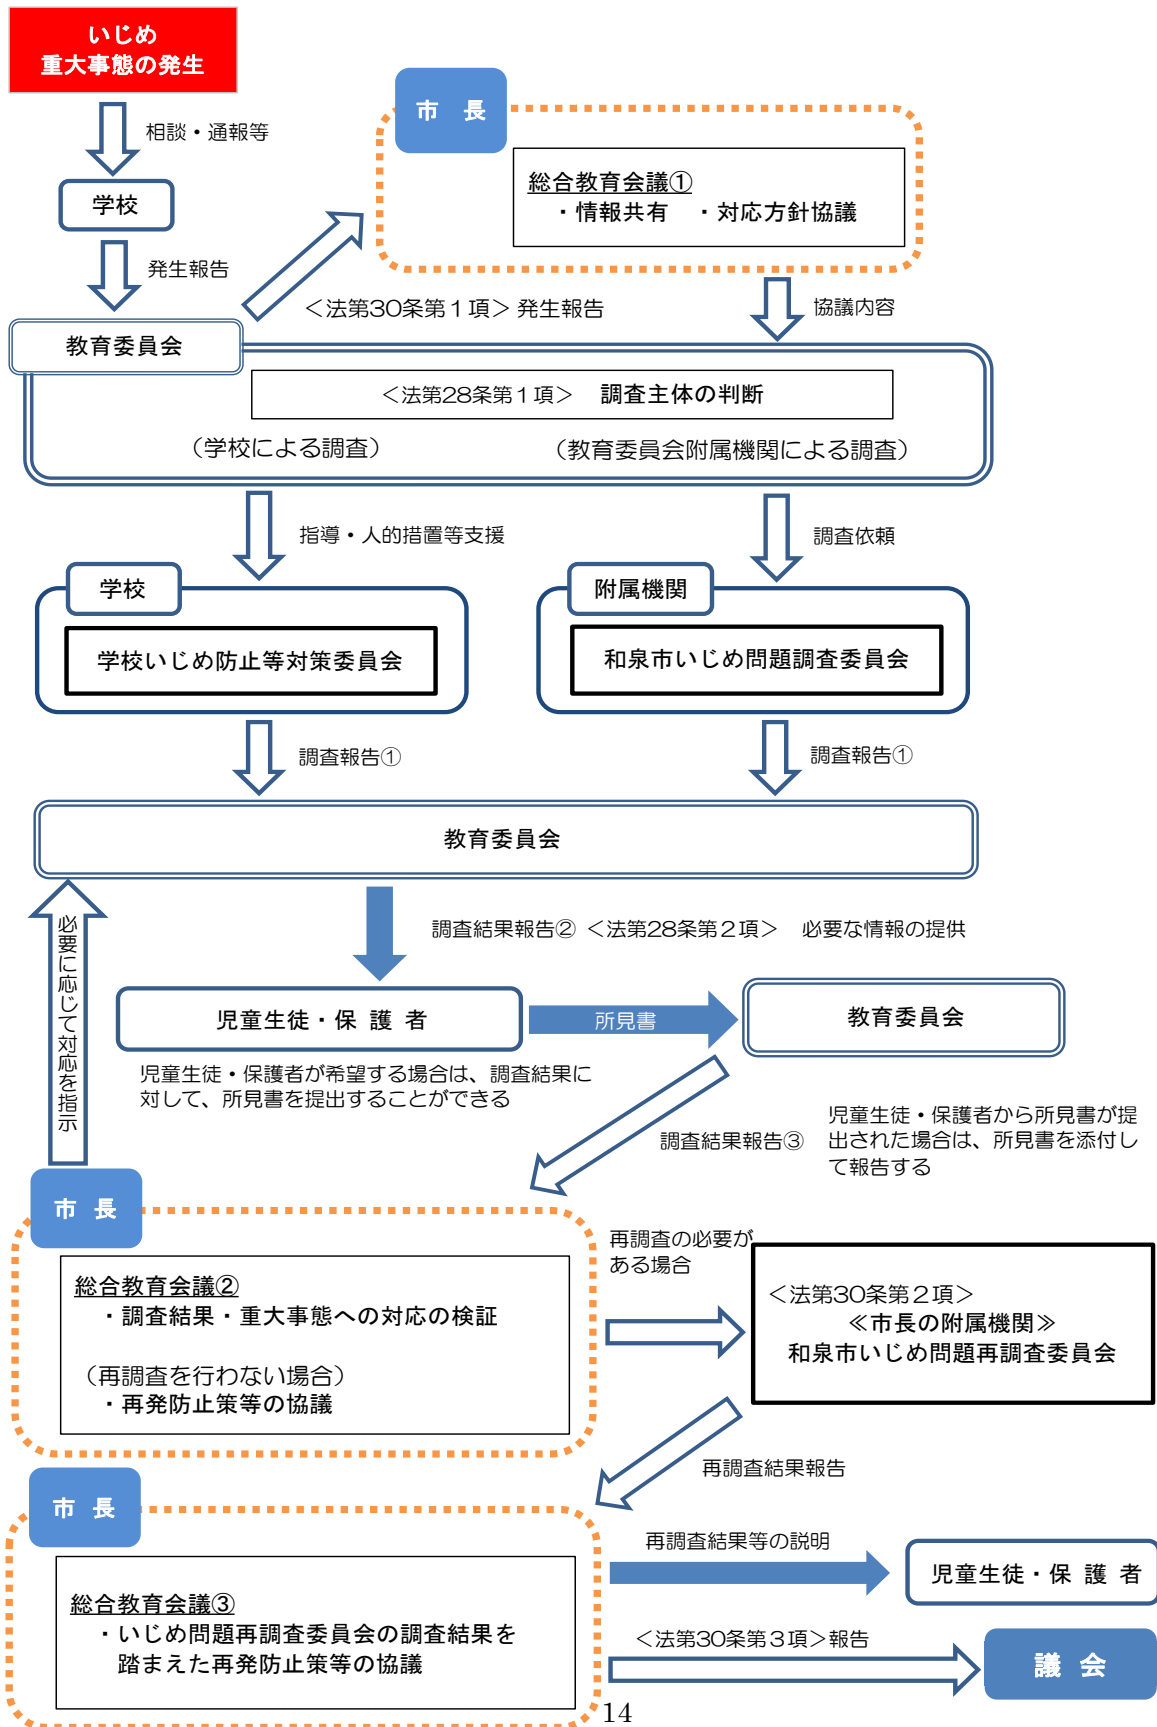 いじめ
重大事態の発生
相談・通報等
学校
発生報告
市　長
総合教育会議①
・情報共有　・対応方針協議
＜法第30条第１項＞発生報告
協議内容
教育委員会
＜法第28条第１項＞　調査主体の判断
（学校による調査）
（教育委員会附属機関による調査）
指導・人的措置等支援
調査依頼
学校
学校いじめ防止等対策委員会
附属機関
和泉市いじめ問題調査委員会
調査報告①
調査報告①
教育委員会
必要に応じて対応を指示
調査結果報告②＜法第28条第２項＞　必要な情報の提供
児童生徒・保 護 者
所見書
教育委員会
児童生徒・保護者が希望する場合は、調査結果に
対して、所見書を提出することができる
調査結果報告③
児童生徒・保護者から所見書が提
出された場合は、所見書を添付し
て報告する
市　長
総合教育会議②
・調査結果・重大事態への対応の検証
（再調査を行わない場合）
・再発防止策等の協議
再調査の必要が
ある場合
＜法第30条第２項＞
≪市長の附属機関≫
和泉市いじめ問題再調査委員会
再調査結果報告
市　長
総合教育会議③
・いじめ問題再調査委員会の調査結果を
踏まえた再発防止策等の協議
再調査結果等の説明
児童生徒・保 護 者
＜法第30条第３項＞報告
議　会
14